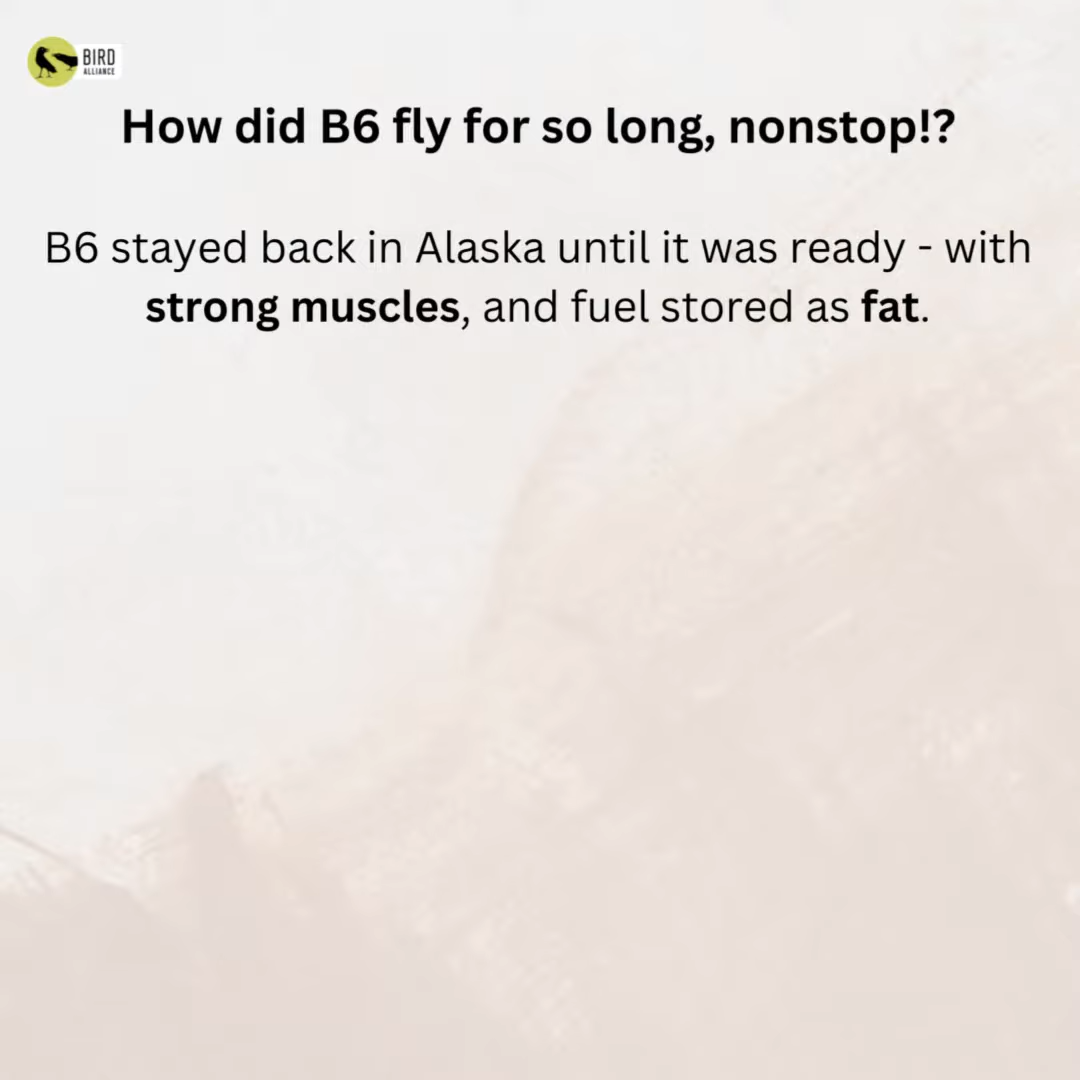 BIRD
ALLIANCE
How did B6 fly for so long, nonstop!?
B6 stayed back in Alaska until it was ready - with
strong muscles, and fuel stored as fat.